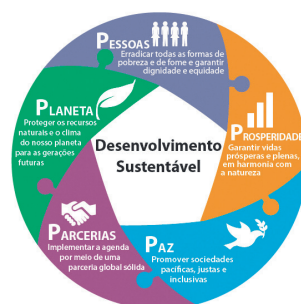 PESSOAS
Erradicar todas as formas de
pobreza e de fome e garantir
dignidade e equidade
PLANETA
Proteger os recursos
naturais e o clima
do nosso planeta
para as gerações
futuras
Desenvolvimento
Sustentável
PROSPERIDADE
Garantir vidas
prósperas e plenas,
em harmonia com
a natureza
PARCERIAS
Implementar a agenda
por meio de uma
parceria global sólida
PAZ
Promover sociedades
pacíficas, justas e
inclusivas